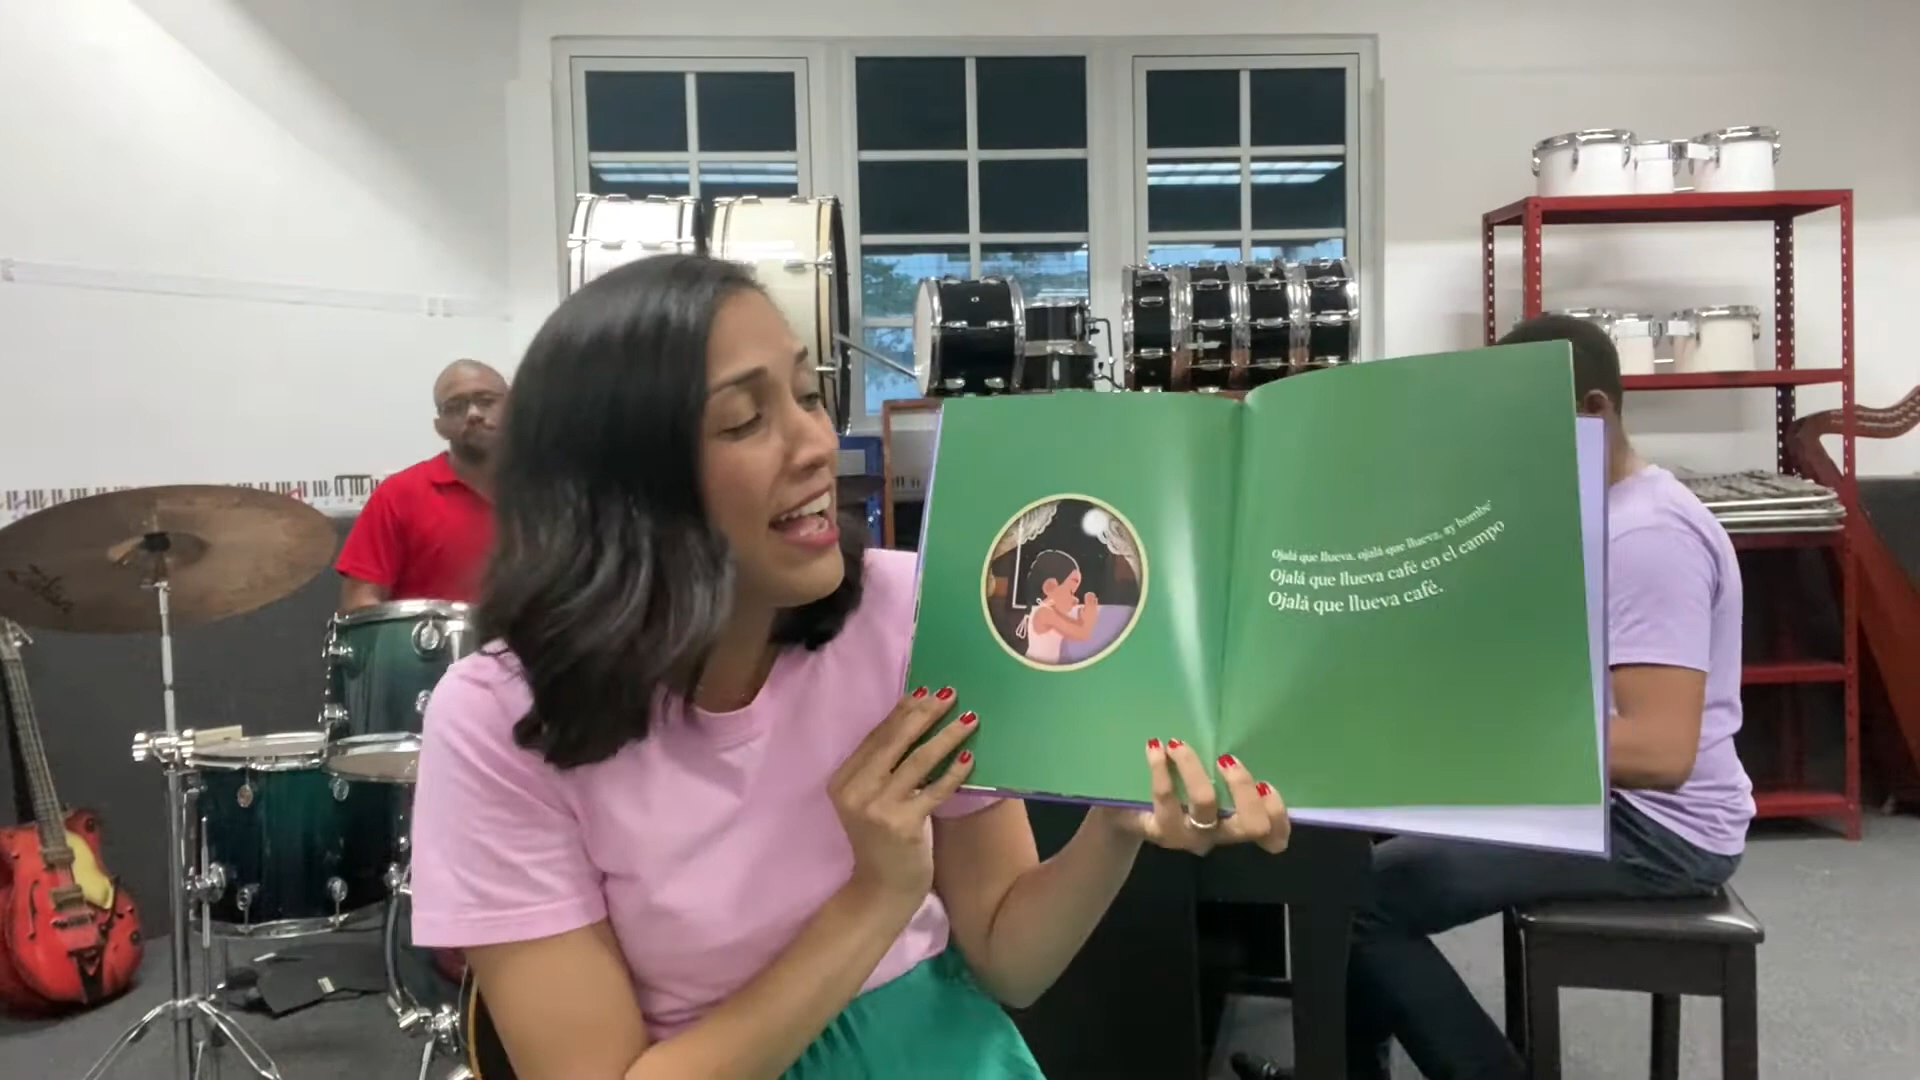 Ojalá que llueva, ojalá que llueva, ay hombe'
Ojalá que llueva café en el campo
Ojalá que llueva café.